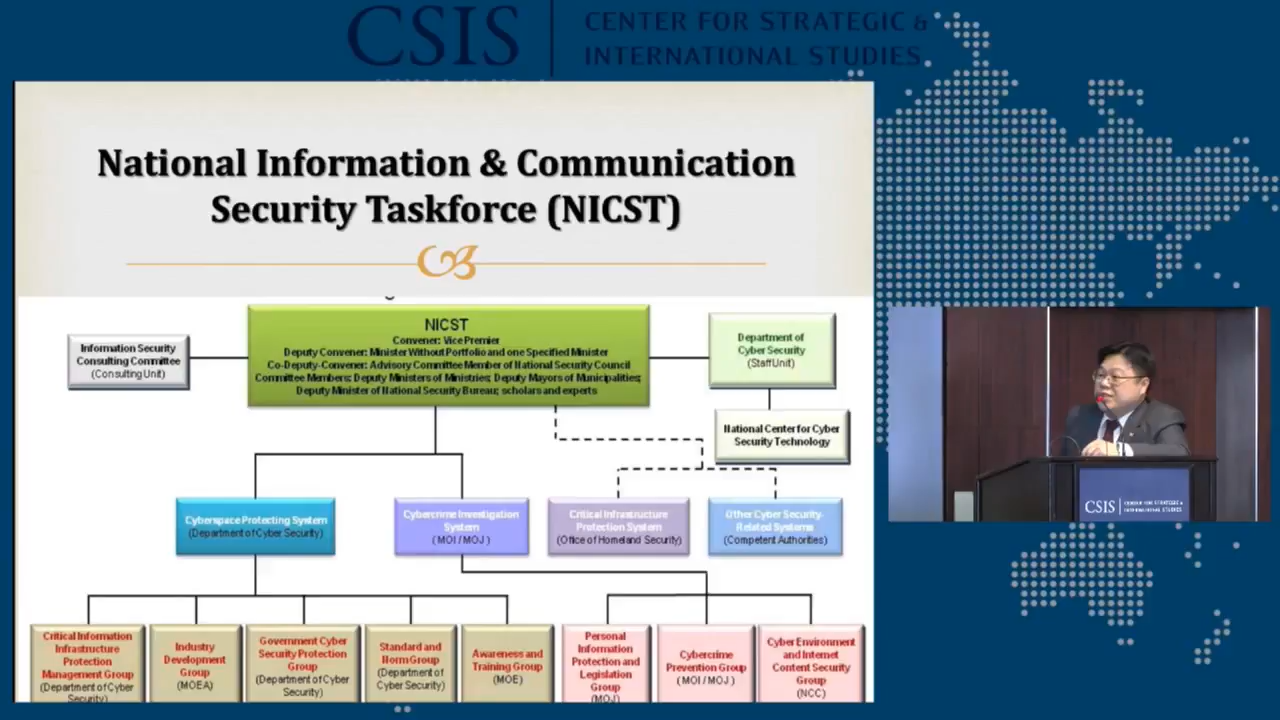 CSIS
CENTER FOR STRATEGIC &
INTERNATIONAL STUDIES
National Information & Communication
Security Taskforce (NICST)
NICST
Convener: Vice Premier
Deputy Convener: Minister Without Portfolio and one Specified Minister
Co-Deputy-Convener: Advisory Committee Member of National Security Council
Committee Members: Deputy Ministers of Ministries; Deputy Mayors of Municipalities;
Deputy Minister of National Security Bureau; scholars and experts
Information Security
Consulting Committee
(Consulting Unit)
Department of
Cyber Security
(Staff Unit)
National Center for Cyber
Security Technology
Cyberspace Protecting System
(Department of Cyber Security)
Cybercrime Investigation
System
( MOI / MOJ )
Critical Infrastructure
Protection System
(Office of Homeland Security)
Other Cyber Security-
Related Systems
(Competent Authorities)
Critical Information
Infrastructure
Protection
Management Group
(Department of Cyber
Security)
Industry
Development
Group
(MOEA)
Government Cyber
Security Protection
Group
(Department of Cyber
Security)
Standard and
Norm Group
(Department of
Cyber Security)
Awareness and
Training Group
(MOE)
Personal
Information
Protection and
Legislation
Group
(MOJ)
Cybercrime
Prevention Group
( MOI / MOJ )
Cyber Environment
and Internet
Content Security
Group
(NCC)
CSIS
CENTER FOR STRATEGIC &
INTERNATIONAL STUDIES